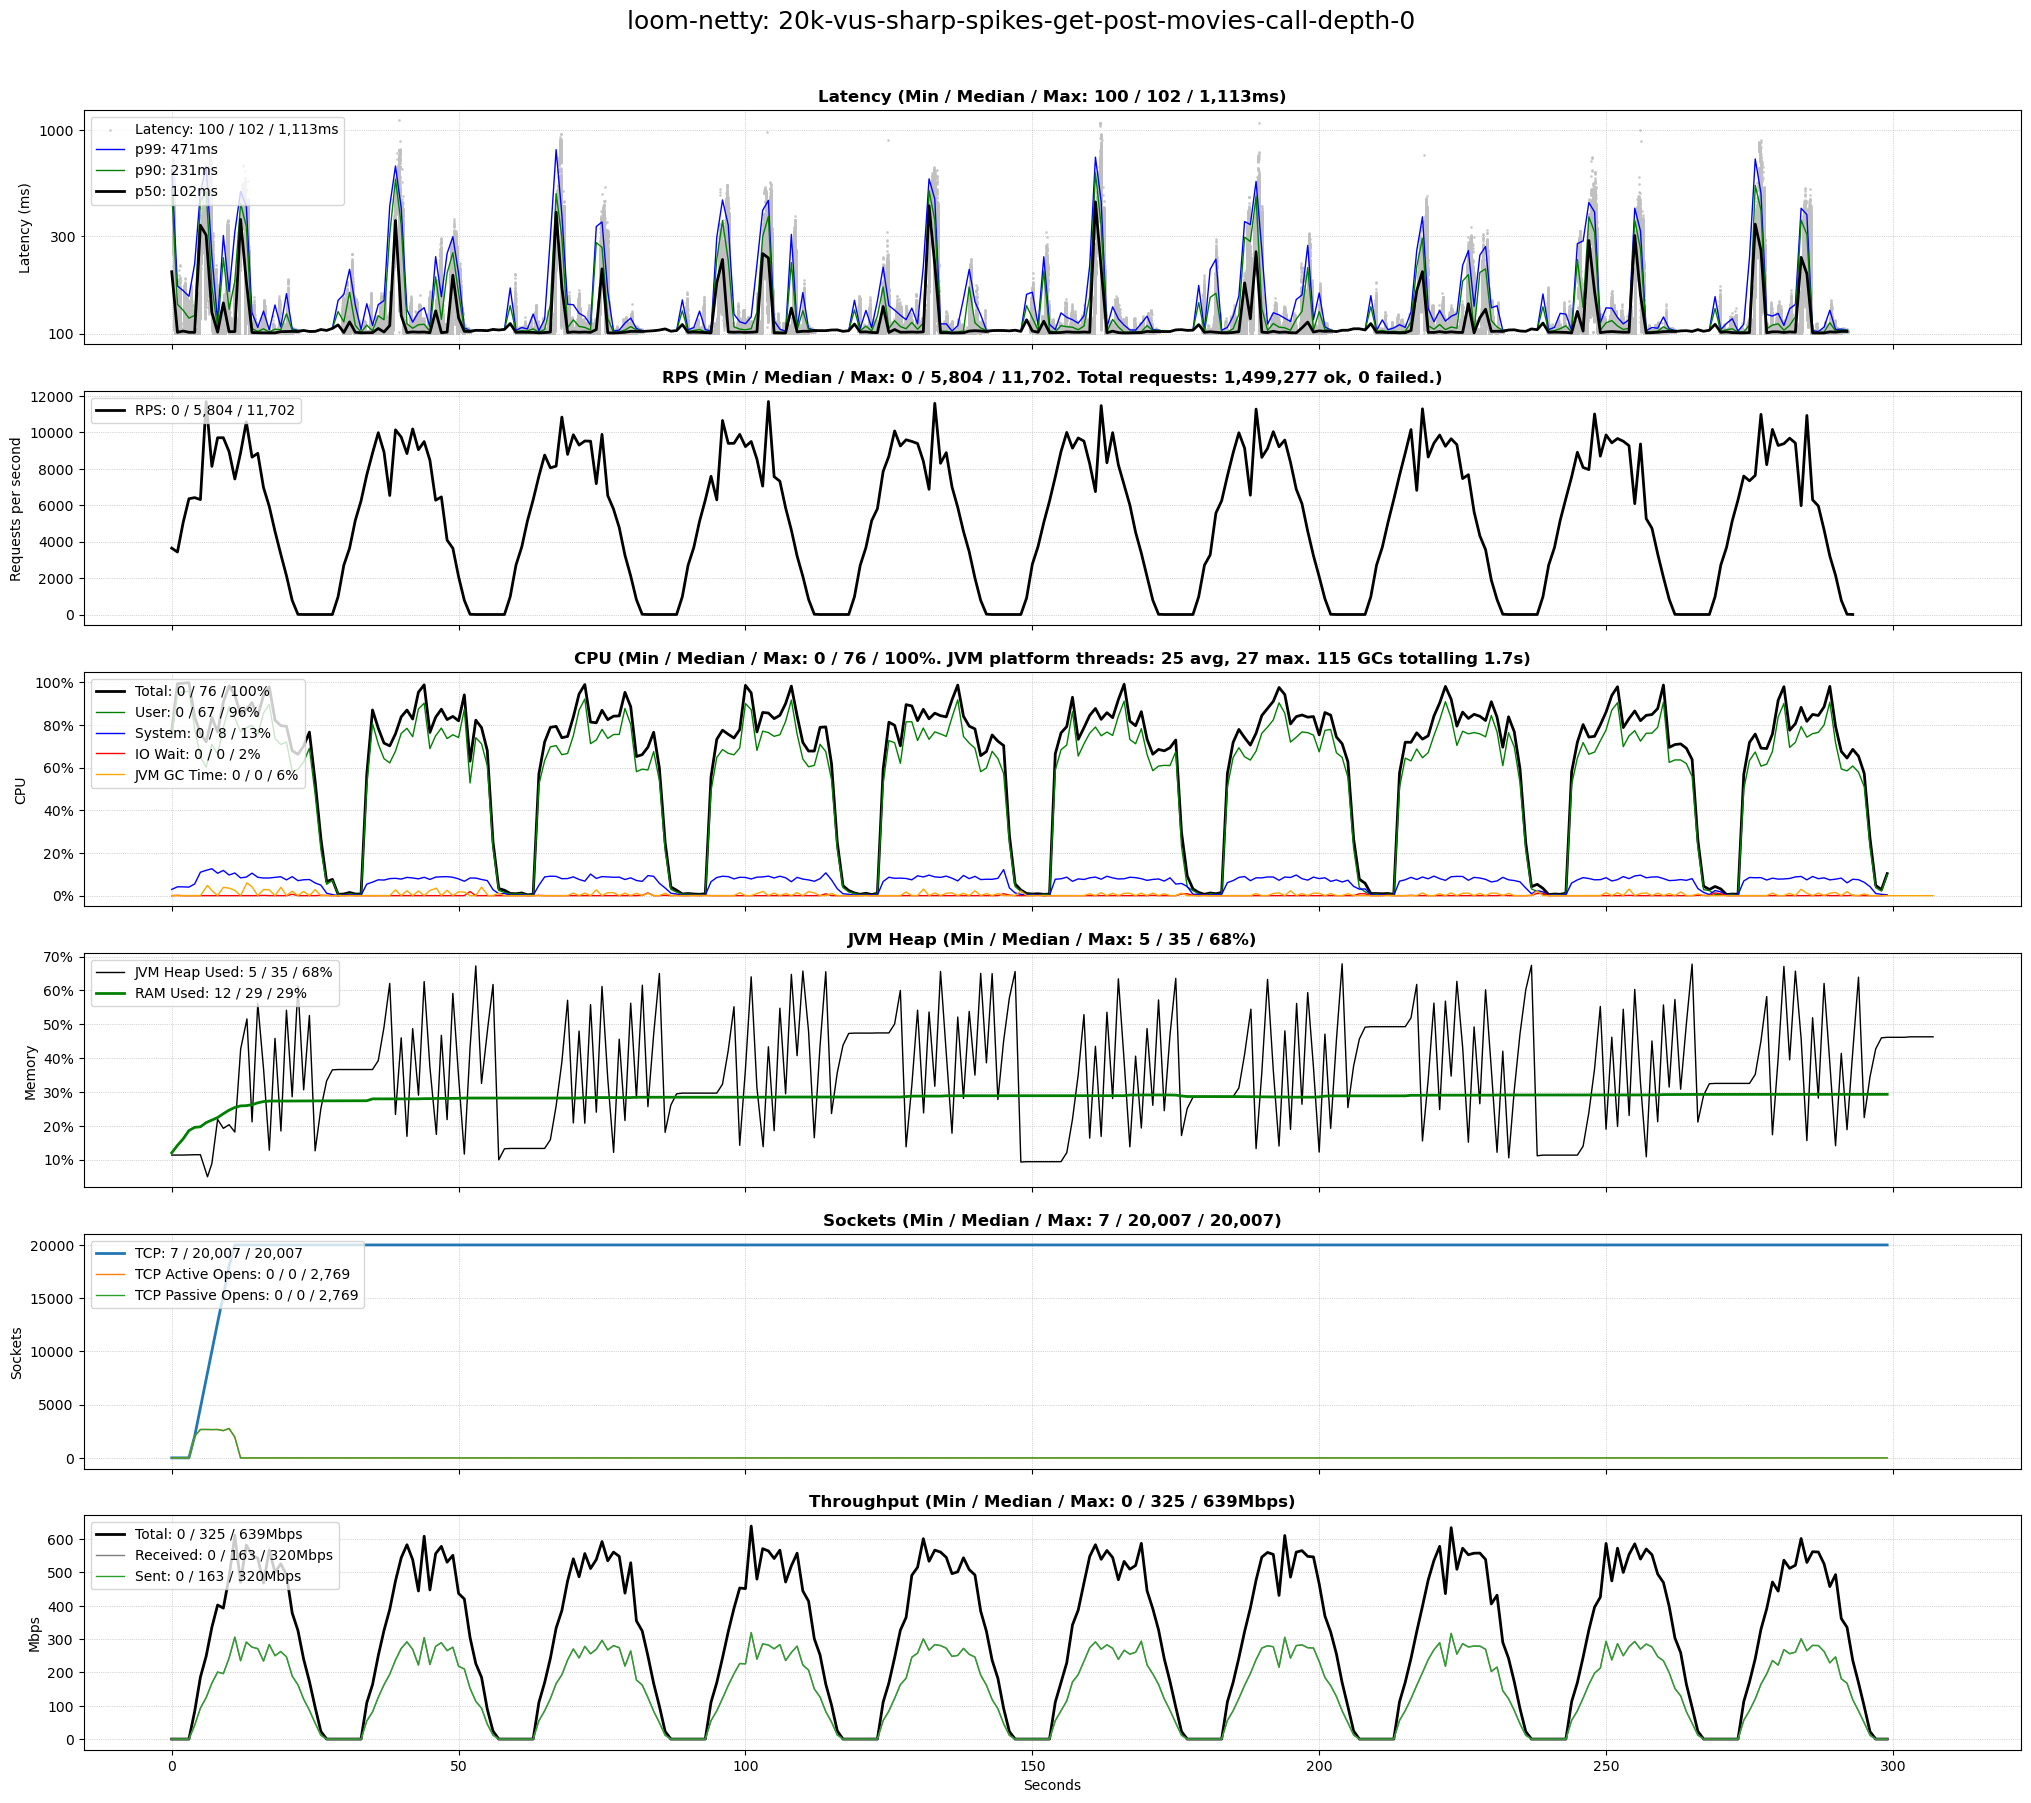 loom-netty: 20k-vus-sharp-spikes-get-post-movies-call-depth-0
Latency (Min / Median / Max: 100 / 102 / 1,113ms)
Latency: 100 / 102 / 1,113ms
p99: 471ms
p90: 231ms
p50: 102ms
Latency (ms)
1000
300
100
RPS (Min / Median / Max: 0 / 5,804 / 11,702. Total requests: 1,499,277 ok, 0 failed.)
RPS: 0 / 5,804 / 11,702
Requests per second
12000
10000
8000
6000
4000
2000
0
CPU (Min / Median / Max: 0 / 76 / 100%. JVM platform threads: 25 avg, 27 max. 115 GCs totalling 1.7s)
Total: 0 / 76 / 100%
User: 0 / 67 / 96%
System: 0 / 8 / 13%
IO Wait: 0 / 0 / 2%
JVM GC Time: 0 / 0 / 6%
CPU
100%
80%
60%
40%
20%
0%
JVM Heap (Min / Median / Max: 5 / 35 / 68%)
JVM Heap Used: 5 / 35 / 68%
RAM Used: 12 / 29 / 29%
Memory
70%
60%
50%
40%
30%
20%
10%
Sockets (Min / Median / Max: 7 / 20,007 / 20,007)
TCP: 7 / 20,007 / 20,007
TCP Active Opens: 0 / 0 / 2,769
TCP Passive Opens: 0 / 0 / 2,769
Sockets
20000
15000
10000
5000
0
Throughput (Min / Median / Max: 0 / 325 / 639Mbps)
Total: 0 / 325 / 639Mbps
Received: 0 / 163 / 320Mbps
Sent: 0 / 163 / 320Mbps
Mbps
600
500
400
300
200
100
0
0 50 100 150 200 250 300
Seconds